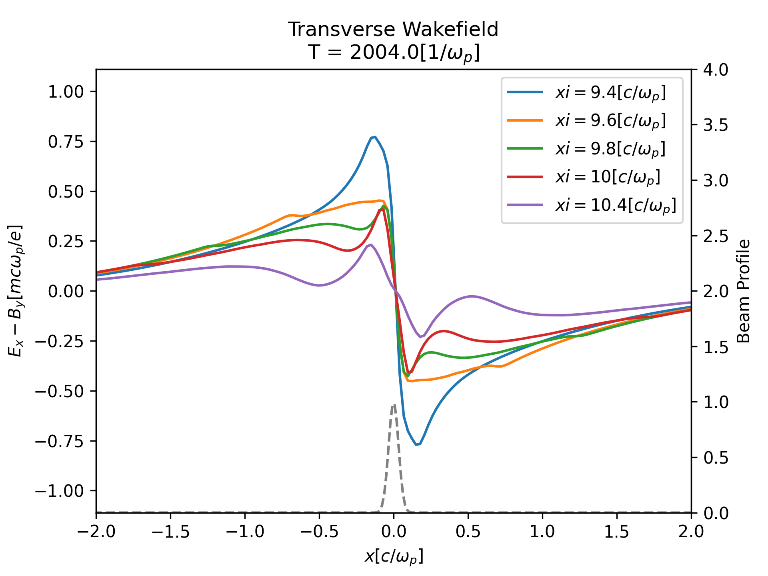 Transverse Wakefield
T = 2004.0[1/ω_p]
E_x − B_y[mcω_p/e]
1.00
0.75
0.50
0.25
0.00
−0.25
−0.50
−0.75
−1.00
xi = 9.4[c/ω_p]
xi = 9.6[c/ω_p]
xi = 9.8[c/ω_p]
xi = 10[c/ω_p]
xi = 10.4[c/ω_p]
4.0
3.5
3.0
2.5
2.0
1.5
1.0
0.5
0.0
Beam Profile
−2.0 −1.5 −1.0 −0.5 0.0 0.5 1.0 1.5 2.0
x[c/ω_p]